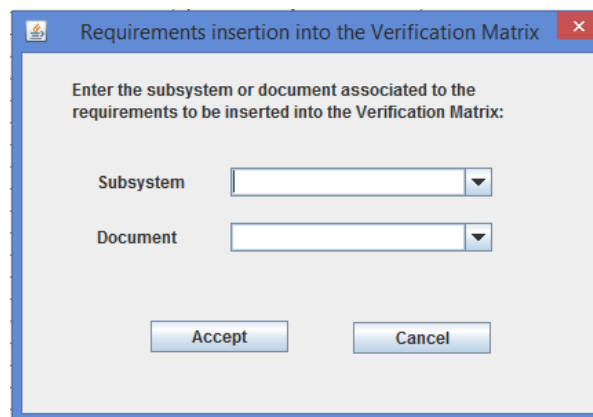 Requirements insertion into the Verification Matrix
Enter the subsystem or document associated to the
requirements to be inserted into the Verification Matrix:
Subsystem
Document
Accept
Cancel